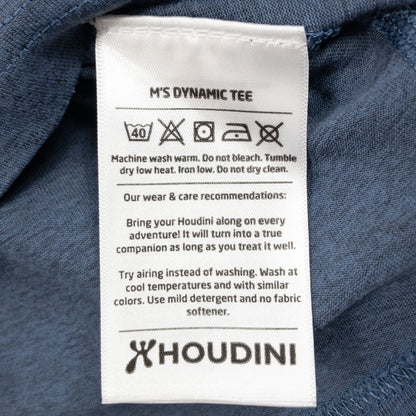 M'S DYNAMIC TEE
40
Machine wash warm. Do not bleach. Tumble
dry low heat. Iron low. Do not dry clean.
Our wear & care recommendations:
Bring your Houdini along on every
adventure! It will turn into a true
companion as long as you treat it well.
Try airing instead of washing. Wash at
cool temperatures and with similar
colors. Use mild detergent and no fabric
softener.
HOUDINI